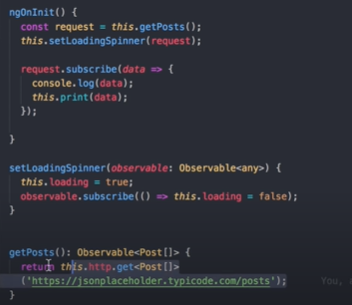 ngOnInit() {
const request = this.getPosts();
this.setLoadingSpinner(request);
request.subscribe(data => {
console.log(data);
this.print(data);
});
}
setLoadingSpinner(observable: Observable<any>) {
this.loading = true;
observable.subscribe(() => this.loading = false);
}
getPosts(): Observable<Post[]> {
return this.http.get<Post[]>
('https://jsonplaceholder.typicode.com/posts');
You,
}